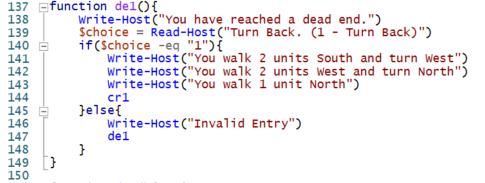 137 function de1(){
138 Write-Host("You have reached a dead end.")
139 $choice = Read-Host("Turn Back. (1 - Turn Back)")
140 if($choice -eq "1"){
141 Write-Host("You walk 2 units South and turn West")
142 Write-Host("You walk 2 units West and turn North")
143 Write-Host("You walk 1 unit North")
144 cr1
145 }else{
146 Write-Host("Invalid Entry")
147 de1
148 }
149 }
150